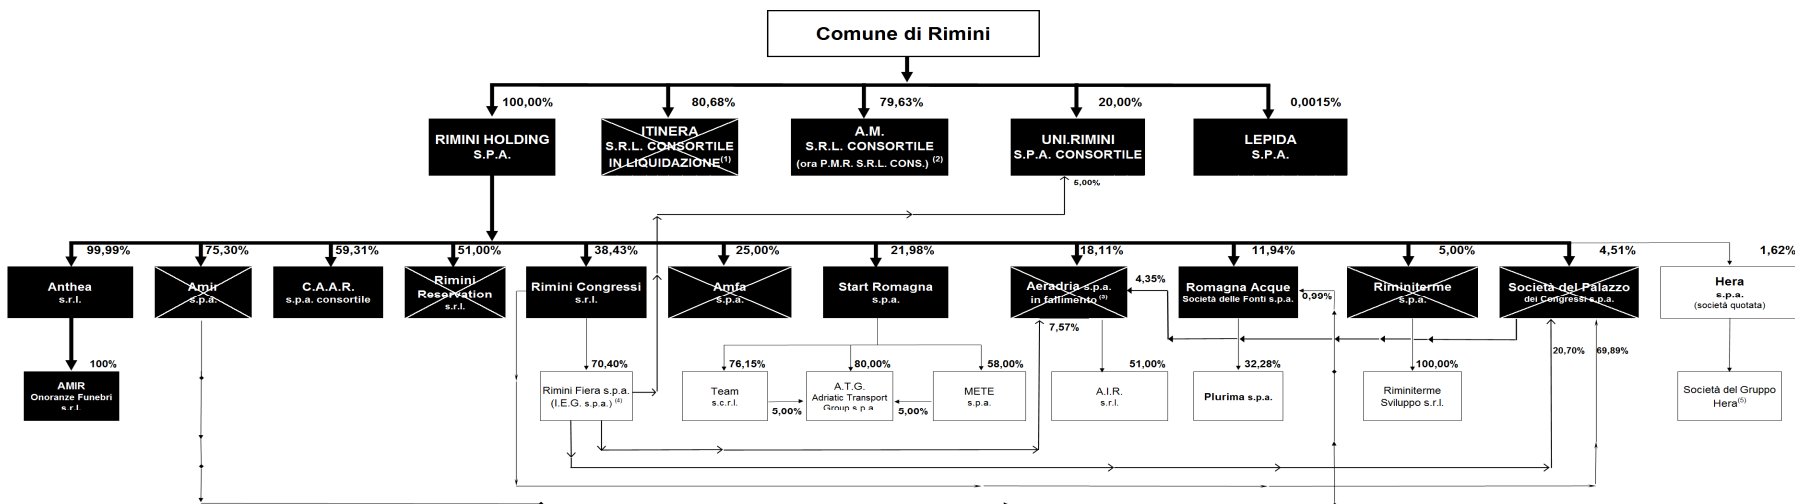 Comune di Rimini
100,00%
80,68%
79,63%
20,00%
0,0015%
RIMINI HOLDING
S.P.A.
ITINERA
S.R.L. CONSORTILE
IN LIQUIDAZIONE(1)
A.M.
S.R.L. CONSORTILE
(ora P.M.R. S.R.L. CONS.) (2)
UNI.RIMINI
S.P.A. CONSORTILE
LEPIDA
S.P.A.
5,00%
99,99%
75,30%
59,31%
51,00%
38,43%
25,00%
21,98%
18,11%
11,94%
5,00%
4,51%
1,62%
Anthea
s.r.l.
Amir
s.p.a.
C.A.A.R.
s.p.a. consortile
Rimini
Reservation
s.r.l.
Rimini Congressi
s.r.l.
Amfa
s.p.a.
Start Romagna
s.p.a.
Aeradria s.p.a.
in fallimento (3)
4,35%
7,57%
Romagna Acque
Società delle Fonti s.p.a.
0,99%
Riminiterme
s.p.a.
Società del Palazzo
dei Congressi s.p.a.
Hera
s.p.a.
(società quotata)
20,70%
69,89%
100%
70,40%
76,15%
80,00%
58,00%
51,00%
32,28%
100,00%
AMIR
Onoranze Funebri
s.r.l.
Rimini Fiera s.p.a.
(I.E.G. s.p.a.) (4)
Team
s.c.r.l.
5,00%
A.T.G.
Adriatic Transport
Group s.p.a.
5,00%
METE
s.p.a.
A.I.R.
s.r.l.
Plurima s.p.a.
Riminiterme
Sviluppo s.r.l.
Società del Gruppo
Hera(5)